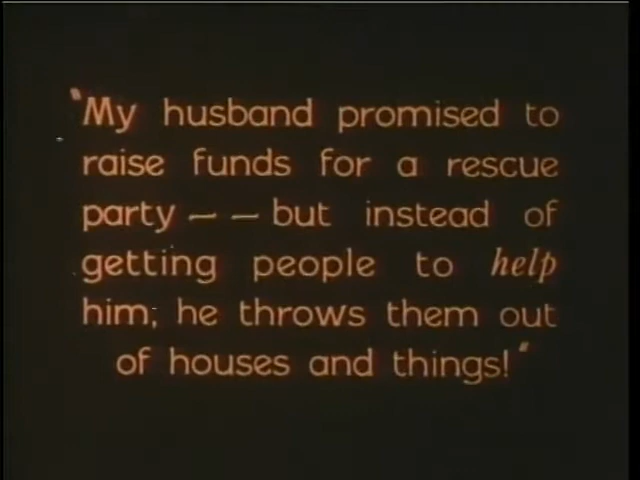 "My husband promised to
raise funds for a rescue
party — — but instead of
getting people to help
him; he throws them out
of houses and things!"